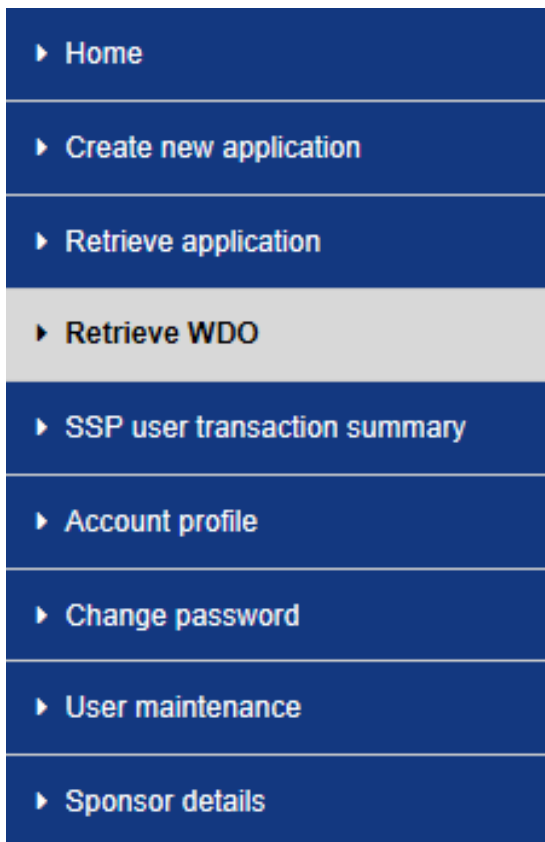 Home
Create new application
Retrieve application
Retrieve WDO
SSP user transaction summary
Account profile
Change password
User maintenance
Sponsor details